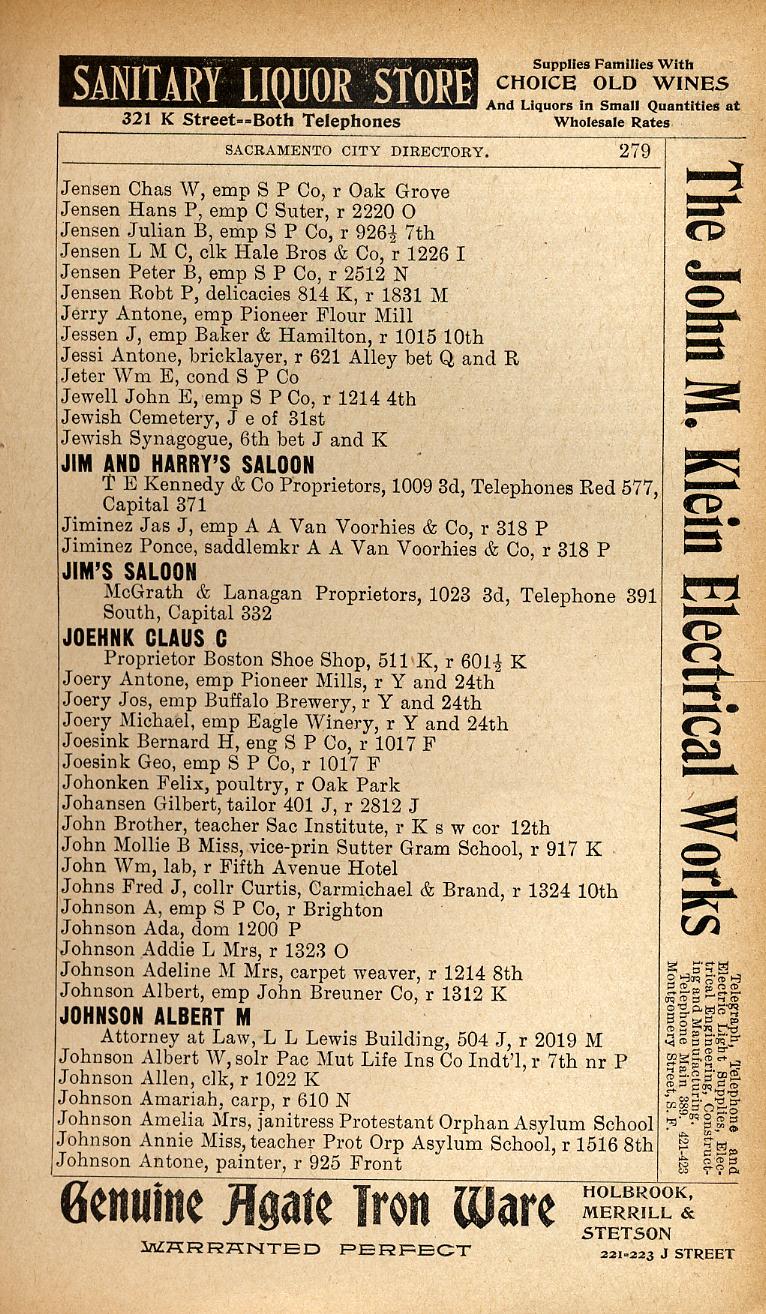 SANITARY LIQUOR STORE
321 K Street--Both Telephones
Supplies Families With
CHOICE OLD WINES
And Liquors in Small Quantities at
Wholesale Rates
SACRAMENTO CITY DIRECTORY. 279
Jensen Chas W, emp S P Co, r Oak Grove
Jensen Hans P, emp C Suter, r 2220 O
Jensen Julian B, emp S P Co, r 926½ 7th
Jensen L M C, clk Hale Bros & Co, r 1226 I
Jensen Peter B, emp S P Co, r 2512 N
Jensen Robt P, delicacies 814 K, r 1831 M
Jerry Antone, emp Pioneer Flour Mill
Jessen J, emp Baker & Hamilton, r 1015 10th
Jessi Antone, bricklayer, r 621 Alley bet Q and R
Jeter Wm E, cond S P Co
Jewell John E, emp S P Co, r 1214 4th
Jewish Cemetery, J e of 31st
Jewish Synagogue, 6th bet J and K
JIM AND HARRY'S SALOON
T E Kennedy & Co Proprietors, 1009 3d, Telephones Red 577,
Capital 371
Jiminez Jas J, emp A A Van Voorhies & Co, r 318 P
Jiminez Ponce, saddlemkr A A Van Voorhies & Co, r 318 P
JIM'S SALOON
McGrath & Lanagan Proprietors, 1023 3d, Telephone 391
South, Capital 332
JOEHNK CLAUS C
Proprietor Boston Shoe Shop, 511 K, r 601½ K
Joery Antone, emp Pioneer Mills, r Y and 24th
Joery Jos, emp Buffalo Brewery, r Y and 24th
Joery Michael, emp Eagle Winery, r Y and 24th
Joesink Bernard H, eng S P Co, r 1017 F
Joesink Geo, emp S P Co, r 1017 F
Johonken Felix, poultry, r Oak Park
Johansen Gilbert, tailor 401 J, r 2812 J
John Brother, teacher Sac Institute, r K s w cor 12th
John Mollie B Miss, vice-prin Sutter Gram School, r 917 K
John Wm, lab, r Fifth Avenue Hotel
Johns Fred J, collr Curtis, Carmichael & Brand, r 1324 10th
Johnson A, emp S P Co, r Brighton
Johnson Ada, dom 1200 P
Johnson Addie L Mrs, r 1323 O
Johnson Adeline M Mrs, carpet weaver, r 1214 8th
Johnson Albert, emp John Breuner Co, r 1312 K
JOHNSON ALBERT M
Attorney at Law, L L Lewis Building, 504 J, r 2019 M
Johnson Albert W, solr Pac Mut Life Ins Co Indt'l, r 7th nr P
Johnson Allen, clk, r 1022 K
Johnson Amariah, carp, r 610 N
Johnson Amelia Mrs, janitress Protestant Orphan Asylum School
Johnson Annie Miss, teacher Prot Orp Asylum School, r 1516 8th
Johnson Antone, painter, r 925 Front
The John M. Klein Electrical Works
Telegraph, Telephone and
Electric Light Supplies, Elec-
trical Engineering, Construct-
ing and Manufacturing.
Telephone Main 389. 421-423
Montgomery Street, S. F.
Genuine Agate Iron Ware
WARRANTED PERFECT
HOLBROOK,
MERRILL &
STETSON
221-223 J STREET